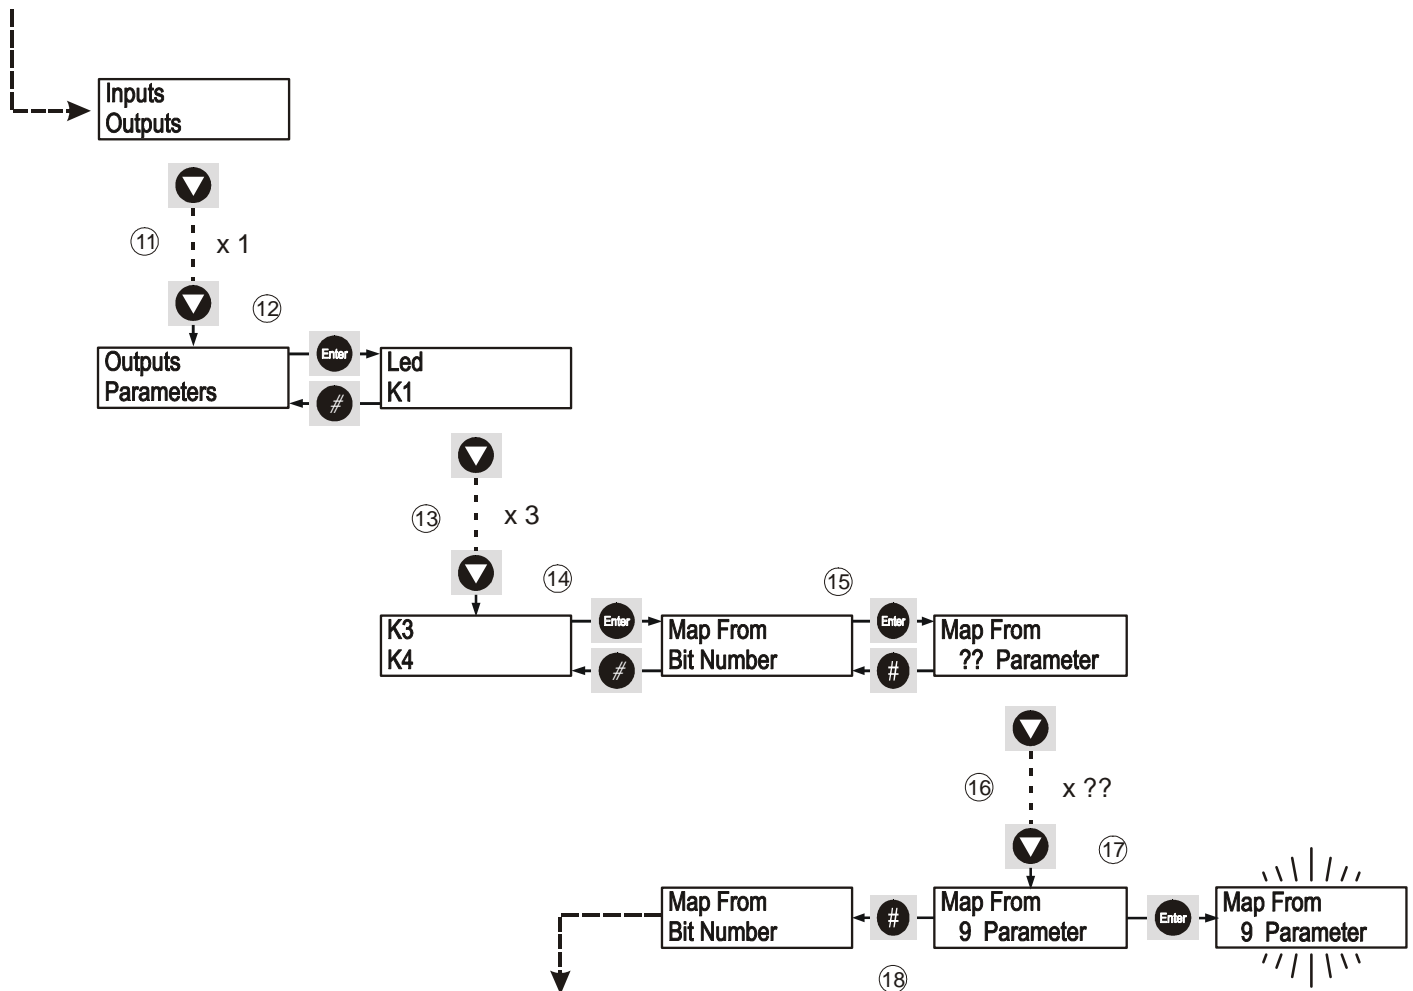 Inputs
Outputs
11
x 1
12
Outputs
Parameters
Enter
#
Led
K1
13
x 3
14
15
K3
K4
Enter
#
Map From
Bit Number
Enter
#
Map From
?? Parameter
16
x ??
17
Map From
Bit Number
#
Map From
9 Parameter
Enter
Map From
9 Parameter
18